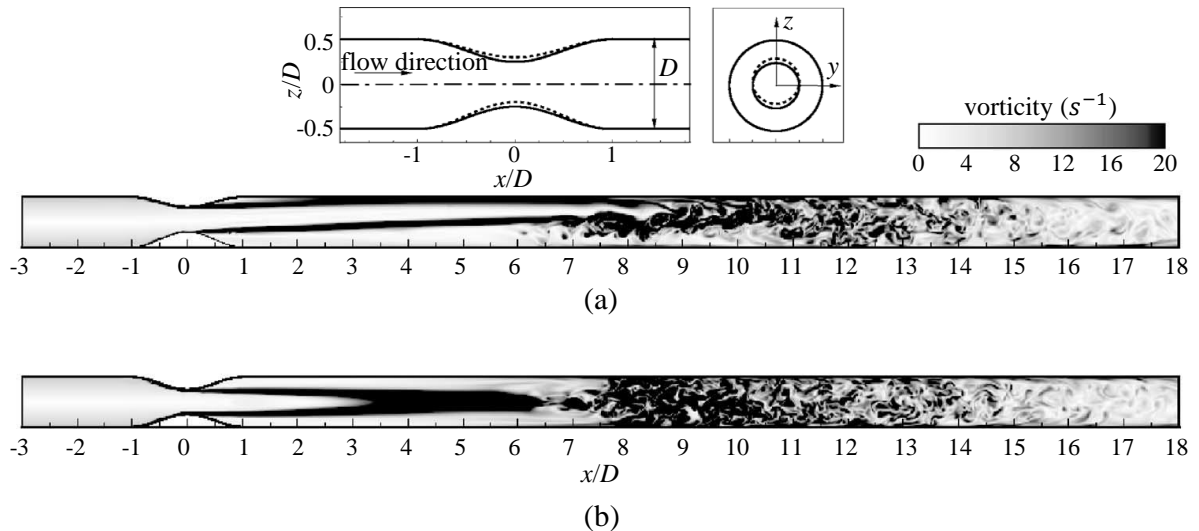 z/D
0.5
0
-0.5
flow direction
D
-1 0 1
x/D
z
y
vorticity (s⁻¹)
0 4 8 12 16 20
-3 -2 -1 0 1 2 3 4 5 6 7 8 9 10 11 12 13 14 15 16 17 18
(a)
-3 -2 -1 0 1 2 3 4 5 6 7 8 9 10 11 12 13 14 15 16 17 18
x/D
(b)